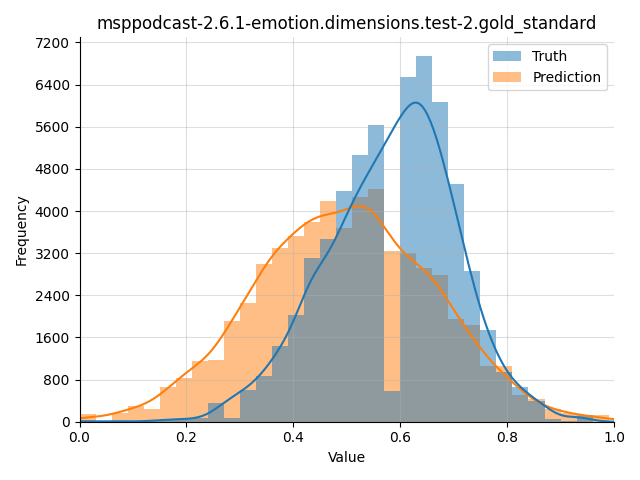 msppodcast-2.6.1-emotion.dimensions.test-2.gold_standard
7200
6400
5600
4800
4000
3200
2400
1600
800
0
Frequency
Truth
Prediction
0.0 0.2 0.4 0.6 0.8 1.0
Value